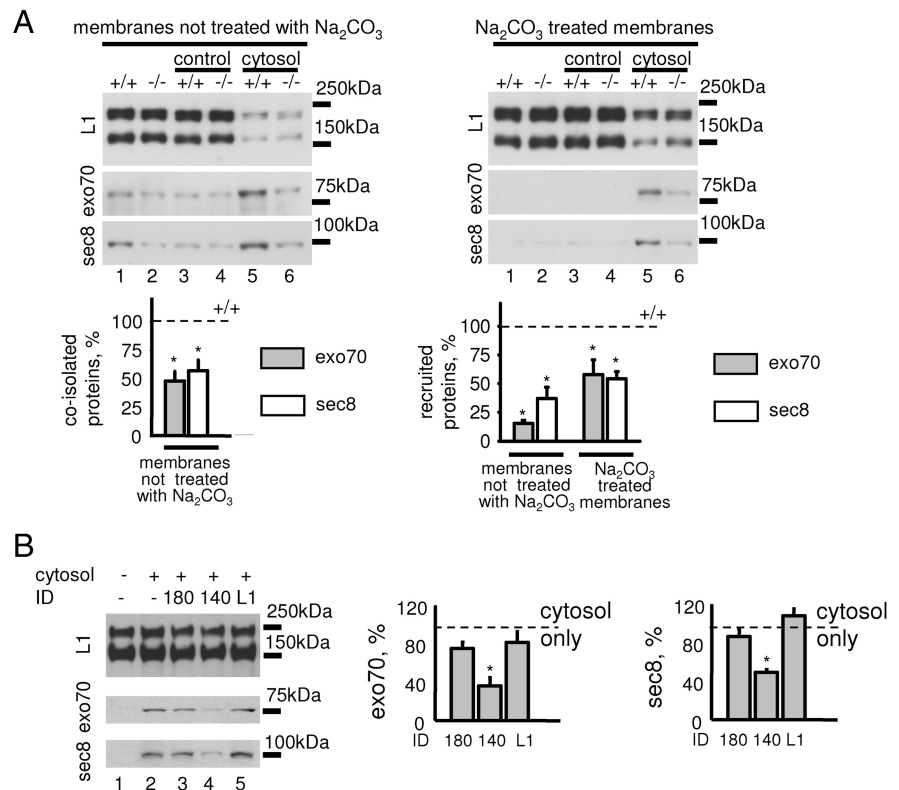 A
membranes not treated with Na₂CO₃
control cytosol
+/+ -/- +/+ -/- +/+ -/-
L1
250kDa
150kDa
exo70
75kDa
sec8
100kDa
1 2 3 4 5 6
Na₂CO₃ treated membranes
control cytosol
+/+ -/- +/+ -/- +/+ -/-
L1
250kDa
150kDa
exo70
75kDa
sec8
100kDa
1 2 3 4 5 6
co-isolated
proteins, %
100
75
50
25
0
+/+
* *
membranes
not treated
with Na₂CO₃
exo70
sec8
recruited
proteins, %
100
75
50
25
0
+/+
* * * *
membranes
not treated
with Na₂CO₃
Na₂CO₃
treated
membranes
exo70
sec8
B
cytosol - + + + +
ID - - 180 140 L1
L1
250kDa
150kDa
exo70
75kDa
sec8
100kDa
1 2 3 4 5
exo70, %
120
80
40
0
cytosol
only
*
ID 180 140 L1
sec8, %
120
80
40
0
cytosol
only
*
ID 180 140 L1